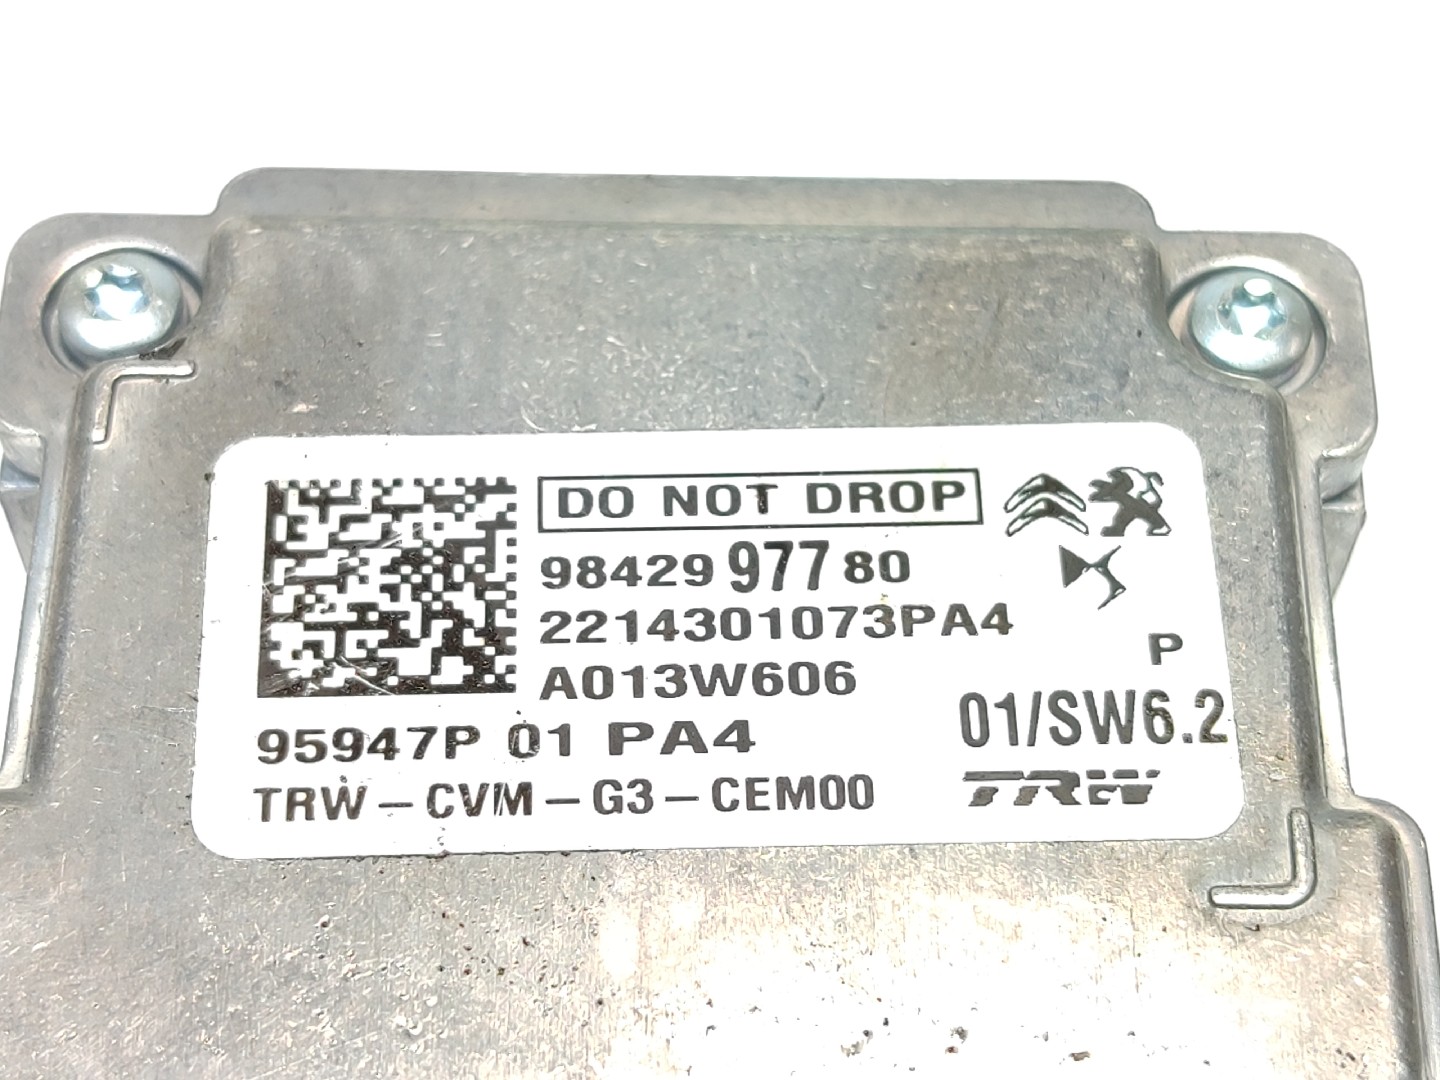 DO NOT DROP
98429 977 80
2214301073PA4
A013W606
P
95947P 01 PA4
01/SW6.2
TRW-CVM-G3-CEM00
TRW